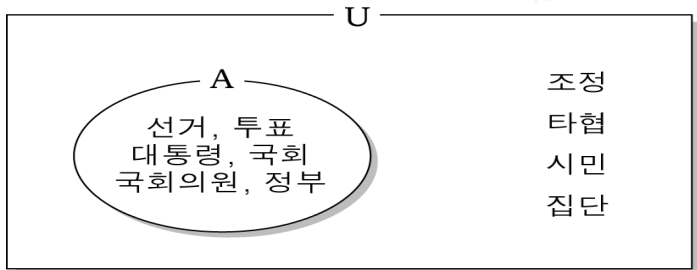 U
A
선거, 투표
대통령, 국회
국회의원, 정부
조정
타협
시민
집단